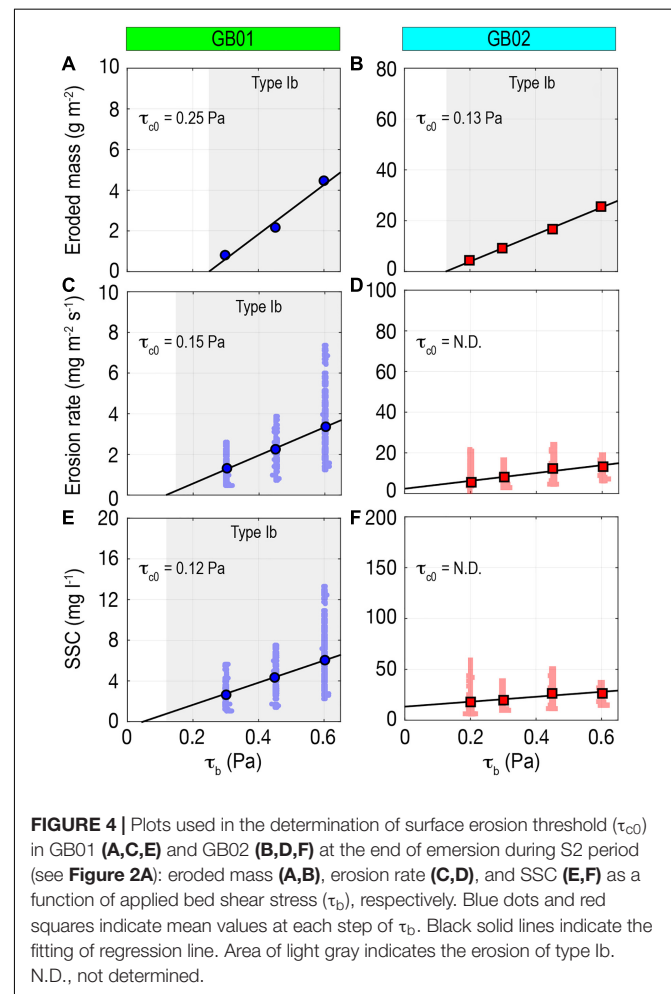 GB01
GB02
A
B
10
8
6
4
2
0
Eroded mass (g m⁻²)
Type Ib
τc0 = 0.25 Pa
80
60
40
20
0
Type Ib
τc0 = 0.13 Pa
C
D
10
8
6
4
2
0
Erosion rate (mg m⁻² s⁻¹)
Type Ib
τc0 = 0.15 Pa
100
80
60
40
20
0
τc0 = N.D.
E
F
20
16
12
8
4
0
SSC (mg l⁻¹)
Type Ib
τc0 = 0.12 Pa
200
150
100
50
0
τc0 = N.D.
0 0.2 0.4 0.6
τb (Pa)
0 0.2 0.4 0.6
τb (Pa)
FIGURE 4 | Plots used in the determination of surface erosion threshold (τc0)
in GB01 (A,C,E) and GB02 (B,D,F) at the end of emersion during S2 period
(see Figure 2A): eroded mass (A,B), erosion rate (C,D), and SSC (E,F) as a
function of applied bed shear stress (τb), respectively. Blue dots and red
squares indicate mean values at each step of τb. Black solid lines indicate the
fitting of regression line. Area of light gray indicates the erosion of type Ib.
N.D., not determined.